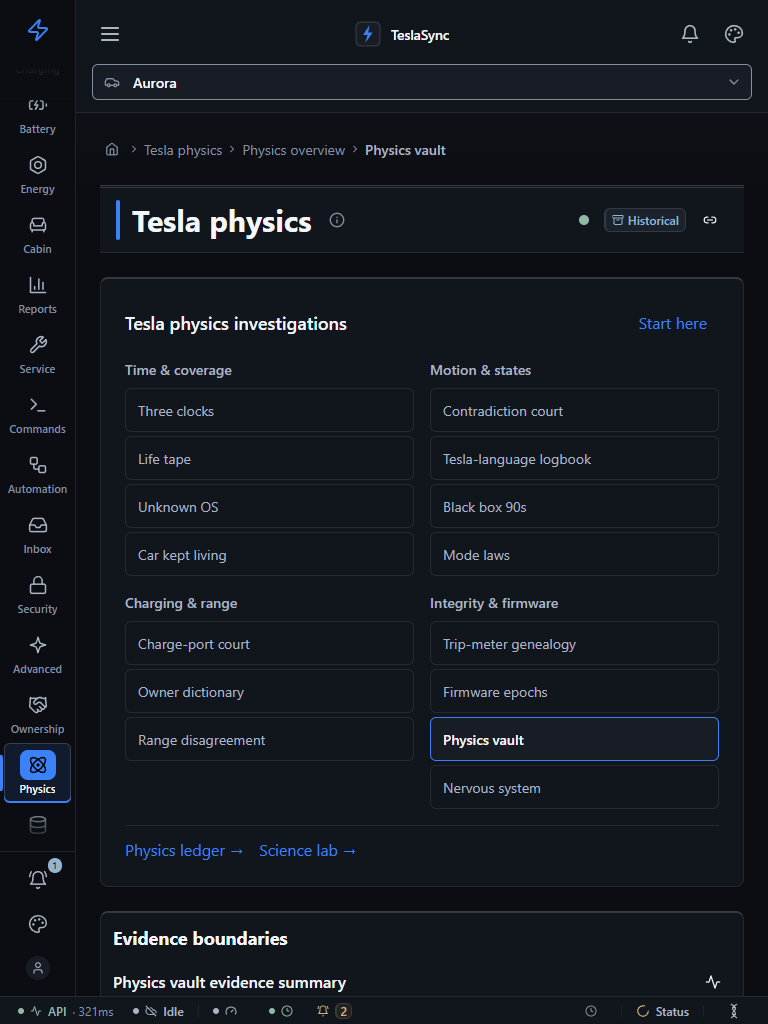 TeslaSync
Aurora
Charging
Battery
Energy
Cabin
Reports
Service
Commands
Automation
Inbox
Security
Advanced
Ownership
Physics
1
Tesla physics > Physics overview > Physics vault
Tesla physics
Historical
Tesla physics investigations
Start here
Time & coverage
Three clocks
Life tape
Unknown OS
Car kept living
Motion & states
Contradiction court
Tesla-language logbook
Black box 90s
Mode laws
Charging & range
Charge-port court
Owner dictionary
Range disagreement
Integrity & firmware
Trip-meter genealogy
Firmware epochs
Physics vault
Nervous system
Physics ledger →
Science lab →
Evidence boundaries
Physics vault evidence summary
API · 321ms
Idle
2
Status